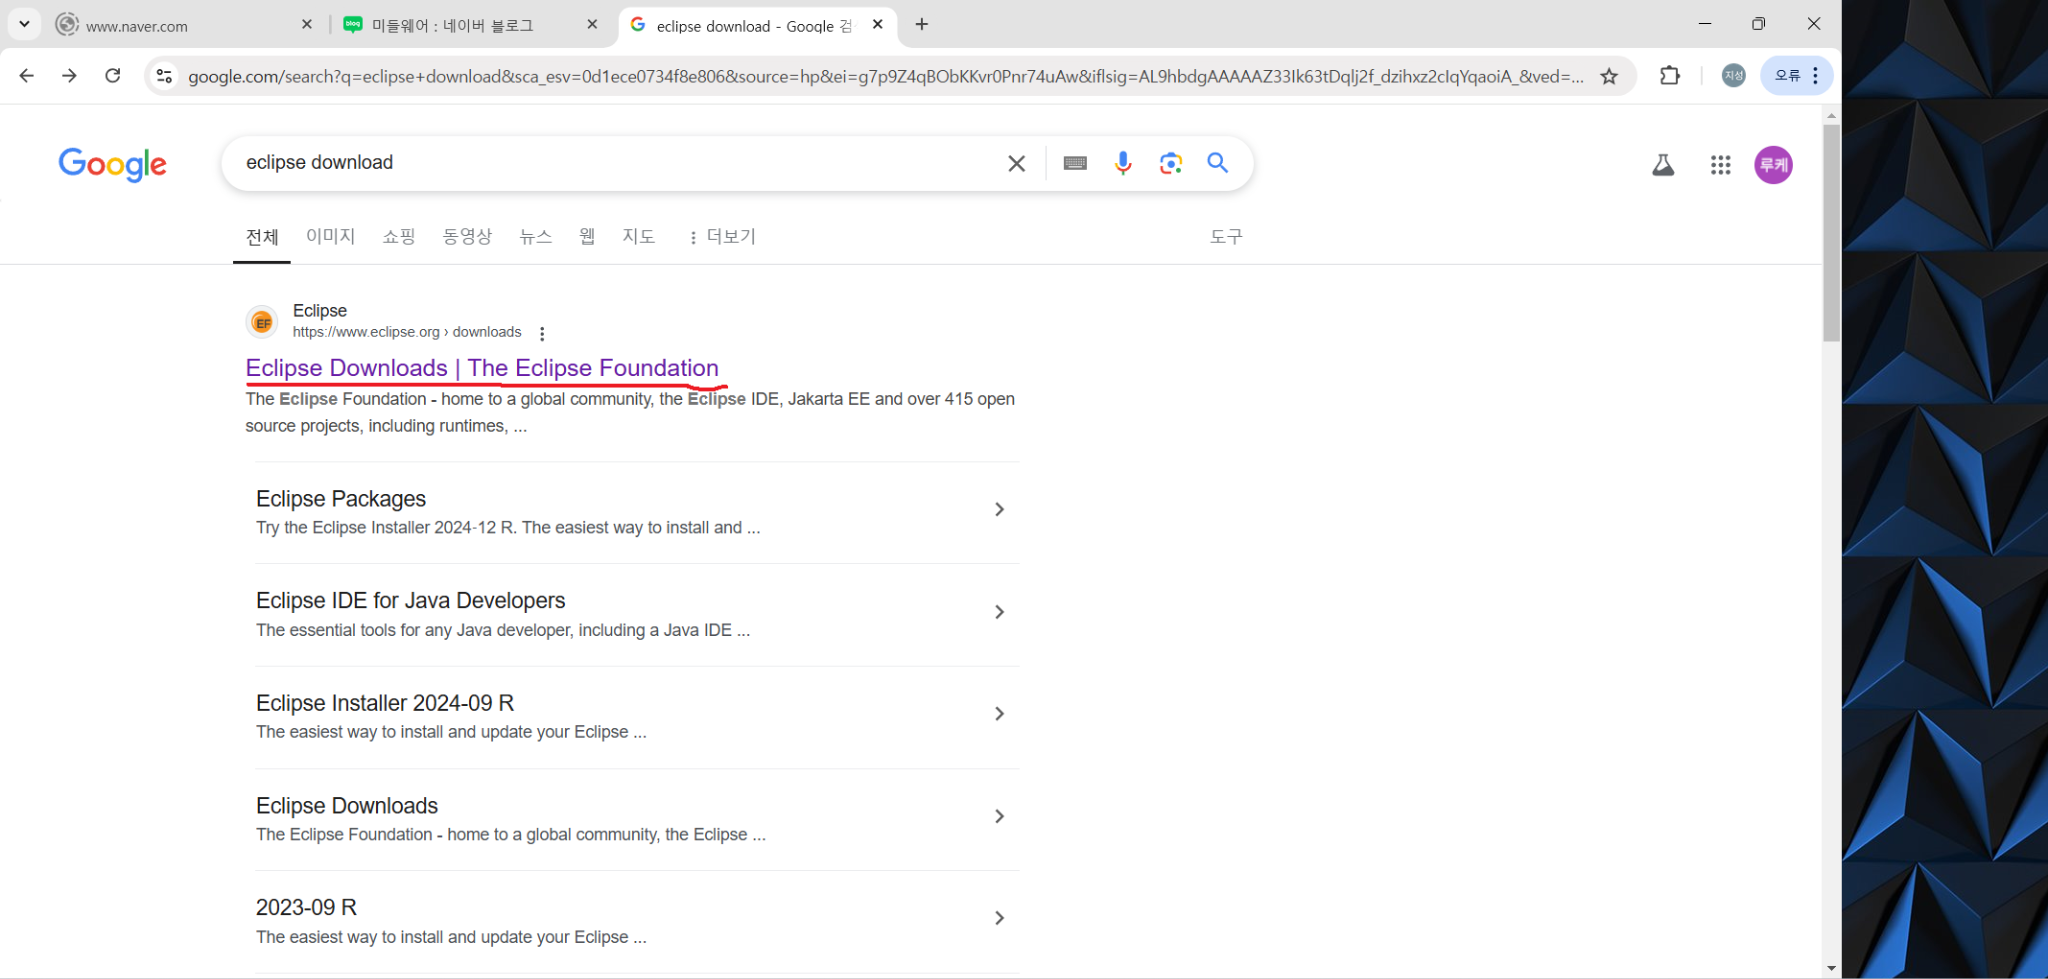 www.naver.com
blog
미들웨어 : 네이버 블로그
eclipse download - Google 검
google.com/search?q=eclipse+download&sca_esv=0d1ece0734f8e806&source=hp&ei=g7p9Z4qBObKKvr0Pnr74uAw&iflsig=AL9hbdgAAAAAZ33Ik63tDqlj2f_dzihxz2cIqYqaoiA_&ved=...
지성
오류
Google
eclipse download
루케
전체 이미지 쇼핑 동영상 뉴스 웹 지도 더보기 도구
EF
Eclipse
https://www.eclipse.org › downloads
Eclipse Downloads | The Eclipse Foundation
The Eclipse Foundation - home to a global community, the Eclipse IDE, Jakarta EE and over 415 open
source projects, including runtimes, ...
Eclipse Packages
Try the Eclipse Installer 2024-12 R. The easiest way to install and ...
Eclipse IDE for Java Developers
The essential tools for any Java developer, including a Java IDE ...
Eclipse Installer 2024-09 R
The easiest way to install and update your Eclipse ...
Eclipse Downloads
The Eclipse Foundation - home to a global community, the Eclipse ...
2023-09 R
The easiest way to install and update your Eclipse ...